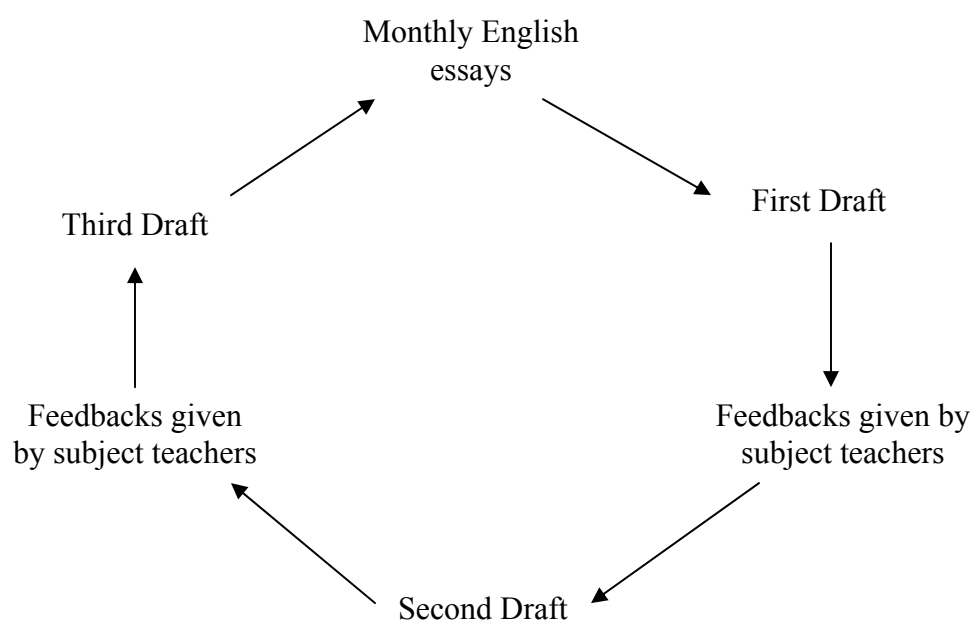 Monthly English
essays
First Draft
Feedbacks given by
subject teachers
Second Draft
Feedbacks given
by subject teachers
Third Draft